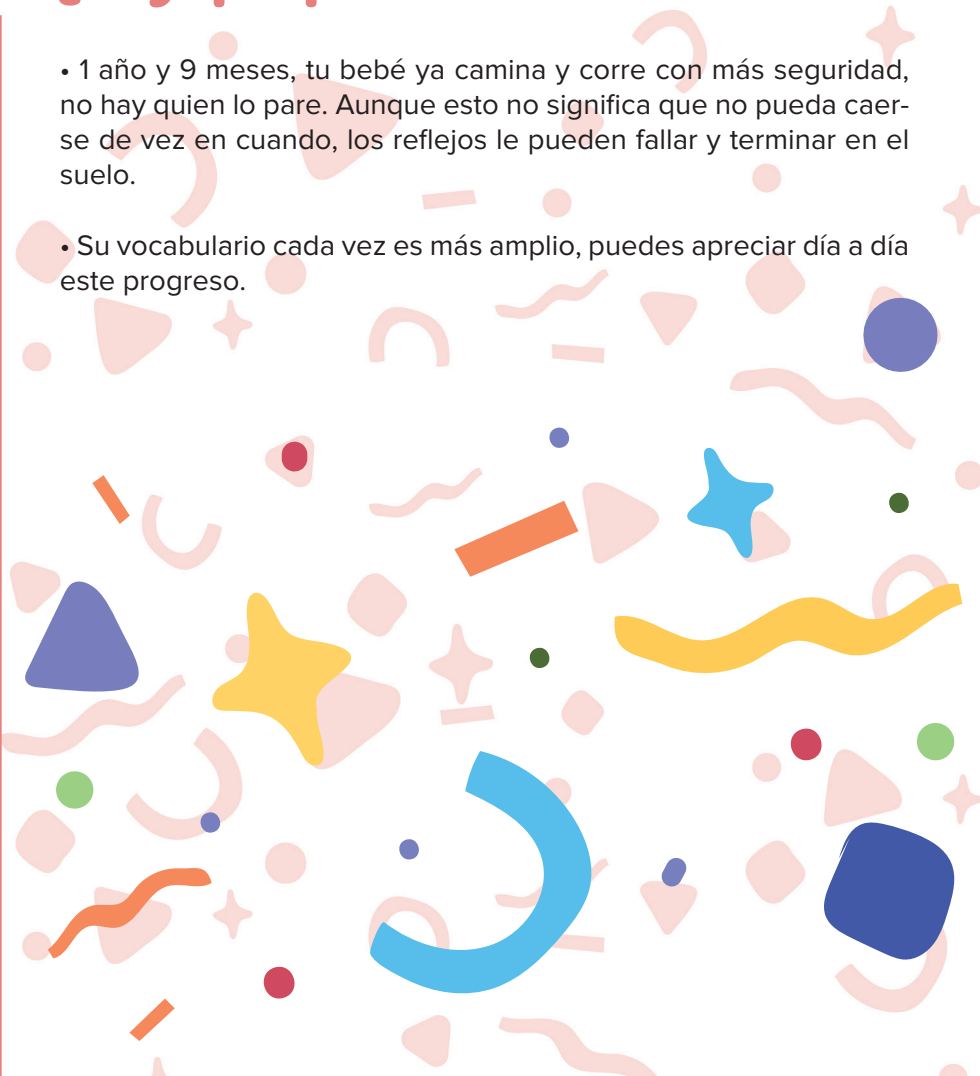 • 1 año y 9 meses, tu bebé ya camina y corre con más seguridad,
no hay quien lo pare. Aunque esto no significa que no pueda caer-
se de vez en cuando, los reflejos le pueden fallar y terminar en el
suelo.
• Su vocabulario cada vez es más amplio, puedes apreciar día a día
este progreso.